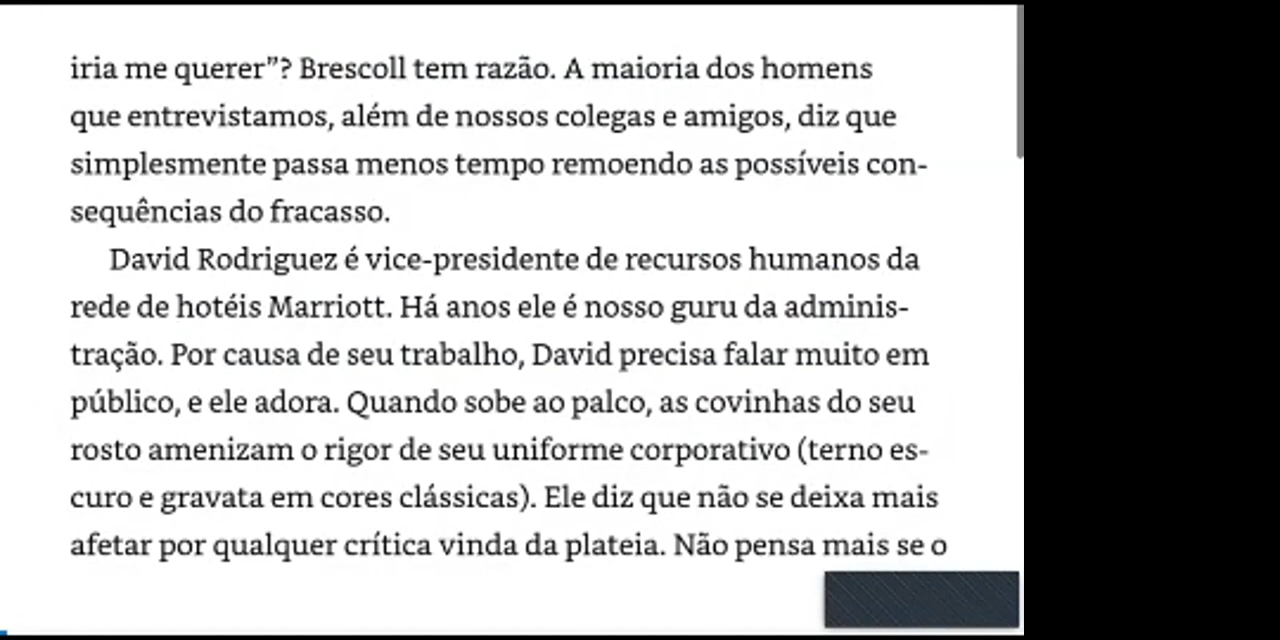 iria me querer”? Brescoll tem razão. A maioria dos homens
que entrevistamos, além de nossos colegas e amigos, diz que
simplesmente passa menos tempo remoendo as possíveis con-
sequências do fracasso.
David Rodriguez é vice-presidente de recursos humanos da
rede de hotéis Marriott. Há anos ele é nosso guru da adminis-
tração. Por causa de seu trabalho, David precisa falar muito em
público, e ele adora. Quando sobe ao palco, as covinhas do seu
rosto amenizam o rigor de seu uniforme corporativo (terno es-
curo e gravata em cores clássicas). Ele diz que não se deixa mais
afetar por qualquer crítica vinda da plateia. Não pensa mais se o